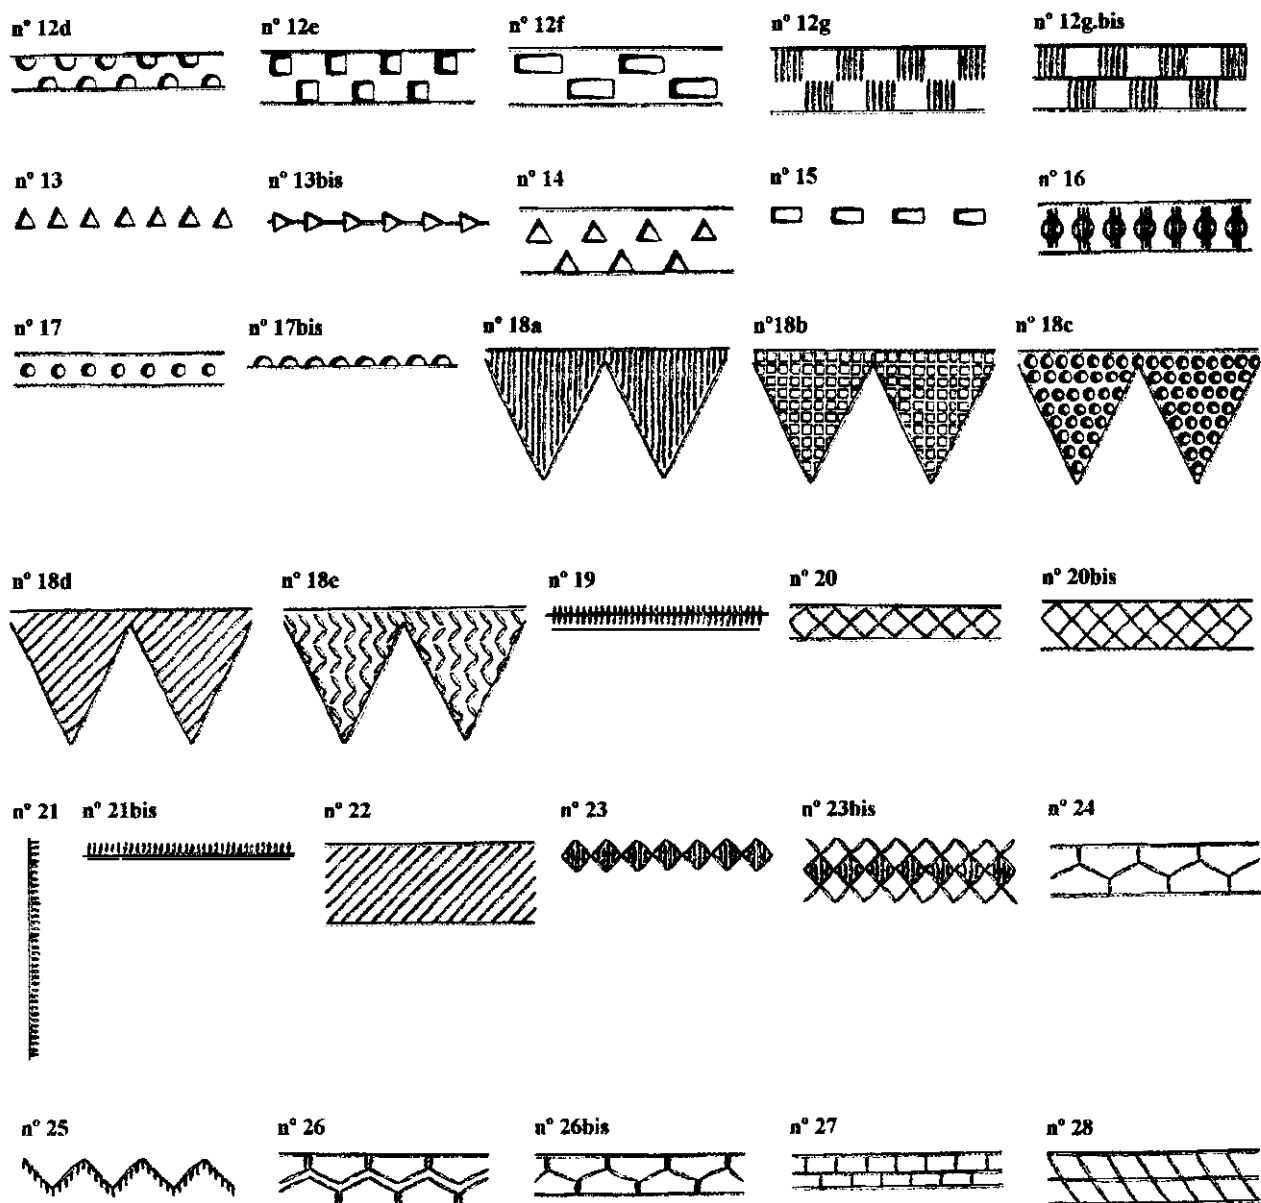 n° 12d n° 12e n° 12f n° 12g n° 12g.bis
n° 13 n° 13bis n° 14 n° 15 n° 16
n° 17 n° 17bis n° 18a n°18b n° 18c
n° 18d n° 18e n° 19 n° 20 n° 20bis
n° 21 n° 21bis n° 22 n° 23 n° 23bis n° 24
n° 25 n° 26 n° 26bis n° 27 n° 28